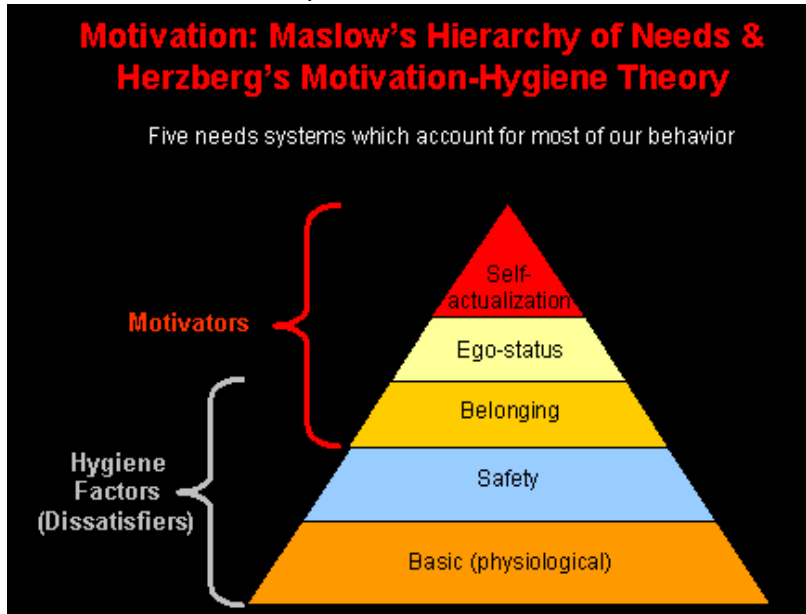 Motivation: Maslow's Hierarchy of Needs &
Herzberg's Motivation-Hygiene Theory
Five needs systems which account for most of our behavior
Self-
actualization
Motivators
Ego-status
Belonging
Hygiene
Factors
(Dissatisfiers)
Safety
Basic (physiological)